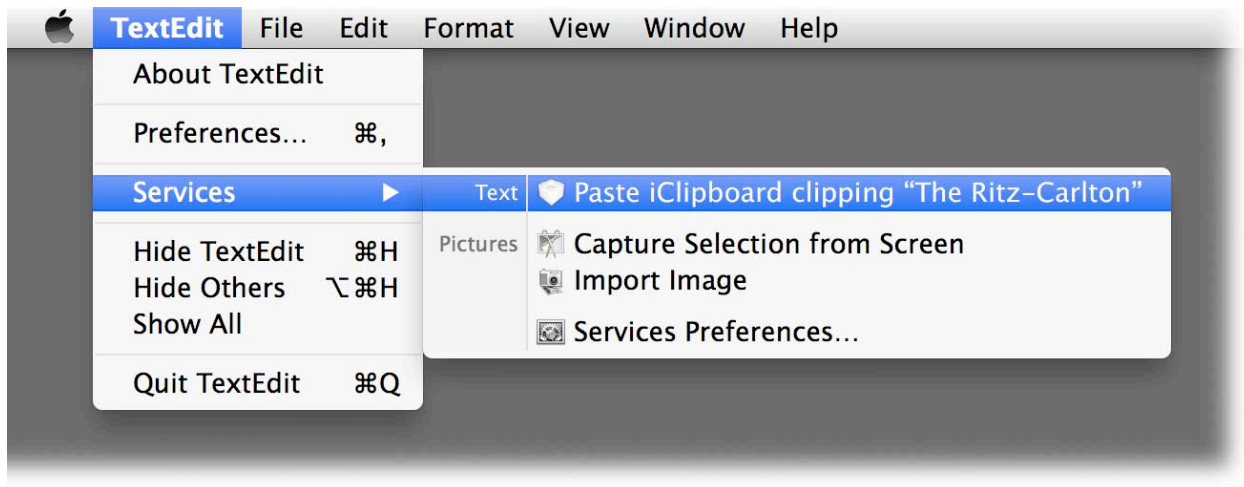 TextEdit File Edit Format View Window Help
About TextEdit
Preferences... ⌘,
Services ▶ Text Paste iClipboard clipping “The Ritz-Carlton”
Hide TextEdit ⌘H Pictures Capture Selection from Screen
Hide Others ⌥⌘H Import Image
Show All Services Preferences...
Quit TextEdit ⌘Q